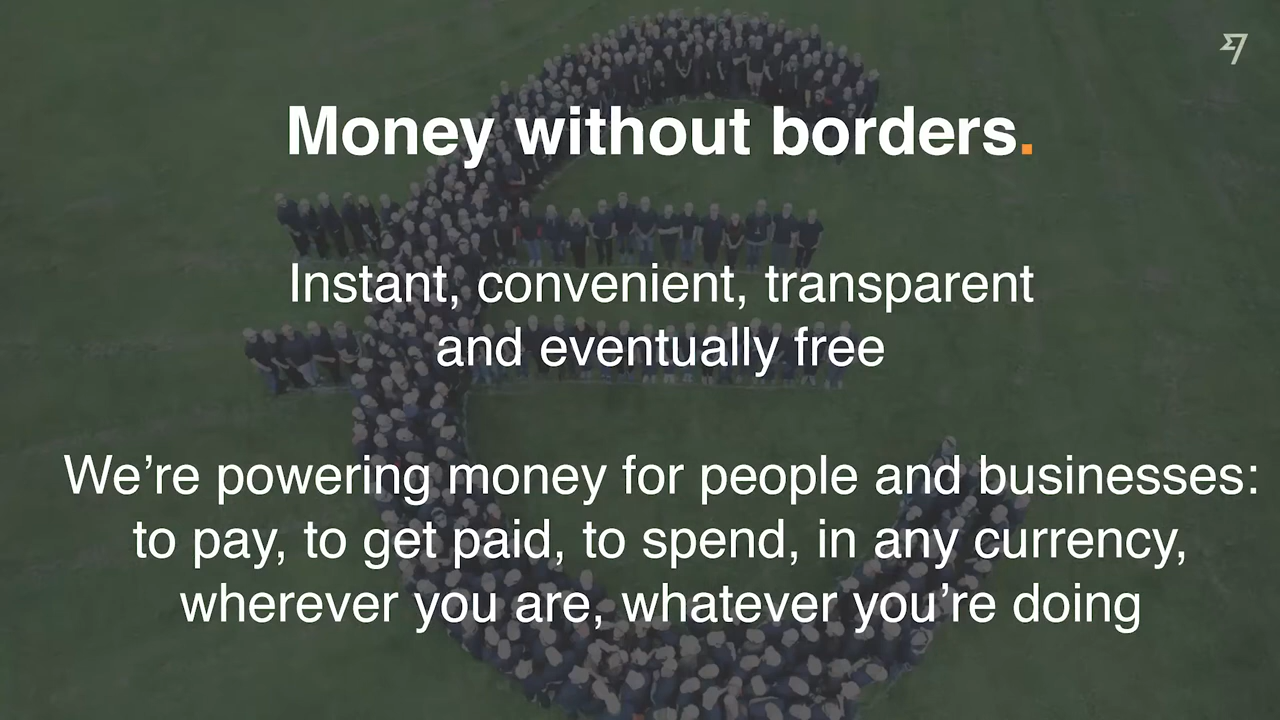 Money without borders.
Instant, convenient, transparent
and eventually free
We’re powering money for people and businesses:
to pay, to get paid, to spend, in any currency,
wherever you are, whatever you’re doing